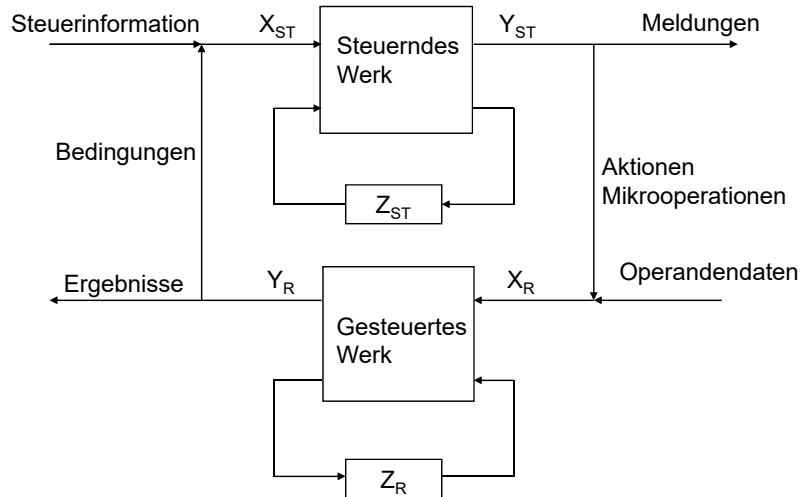 Steuerinformation
X_ST
Steuerndes
Werk
Y_ST
Meldungen
Bedingungen
Aktionen
Mikrooperationen
Z_ST
Ergebnisse
Y_R
Gesteuertes
Werk
X_R
Operandendaten
Z_R